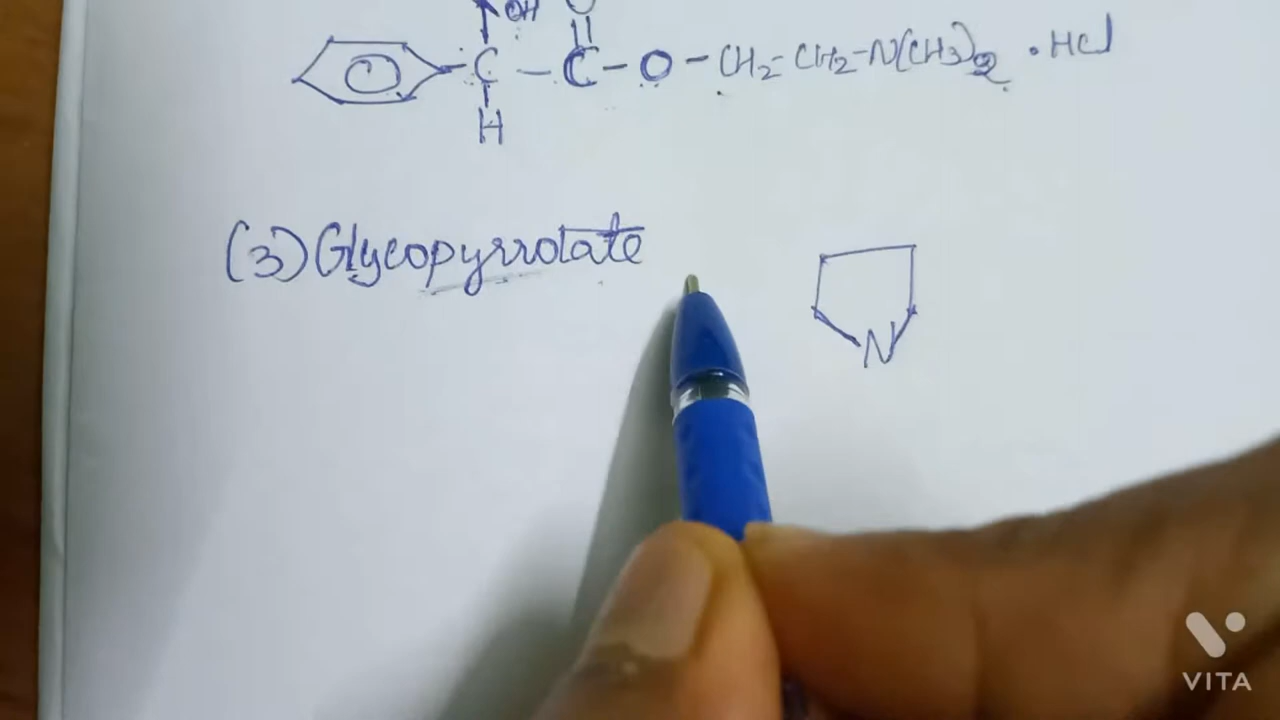 OH O
C - C - O - CH2 - CH2 - N(CH3)2 . HCl
H
(3) Glycopyrrolate
N
VITA